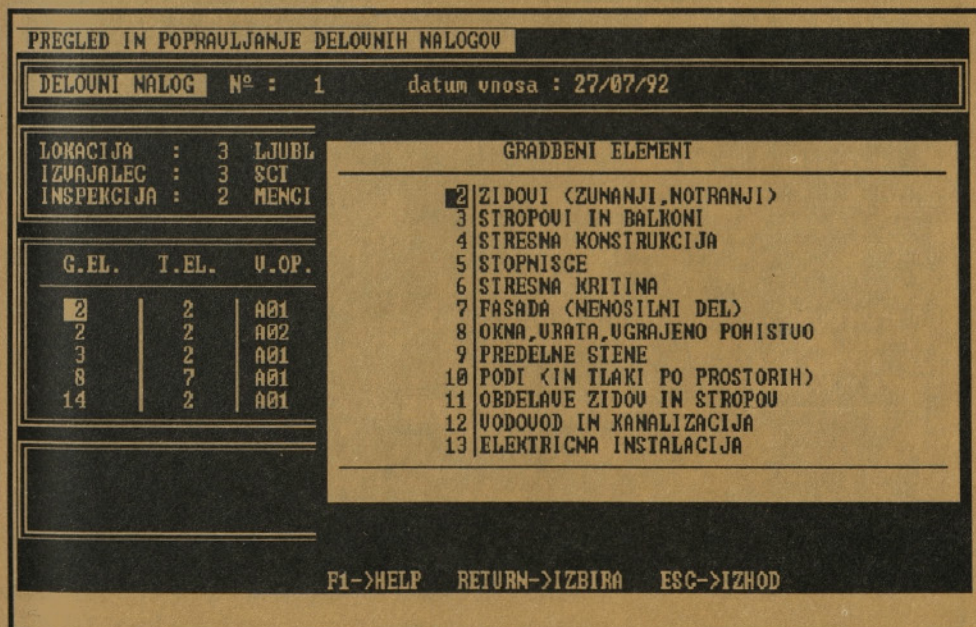 PREGLED IN POPRAVLJANJE DELOVNIH NALOGOV
DELOVNI NALOG Nº : 1 datum vnosa : 27/07/92
LOKACIJA : 3 LJUBL
IZVAJALEC : 3 SCT
INSPEKCIJA : 2 MENCI
G.EL. T.EL. V.OP.
2 2 A01
2 2 A02
3 2 A01
8 7 A01
14 2 A01
GRADBENI ELEMENT
2 ZIDOVI (ZUNANJI,NOTRANJI)
3 STROPOVI IN BALKONI
4 STRESNA KONSTRUKCIJA
5 STOPNISCE
6 STRESNA KRITINA
7 FASADA (NENOSILNI DEL)
8 OKNA,VRATA,VGRAJENO POHISTVO
9 PREDELNE STENE
10 PODI (IN TLAKI PO PROSTORIH)
11 OBDELAVE ZIDOV IN STROPOV
12 VODOVOD IN KANALIZACIJA
13 ELEKTRICNA INSTALACIJA
F1->HELP RETURN->IZBIRA ESC->IZHOD